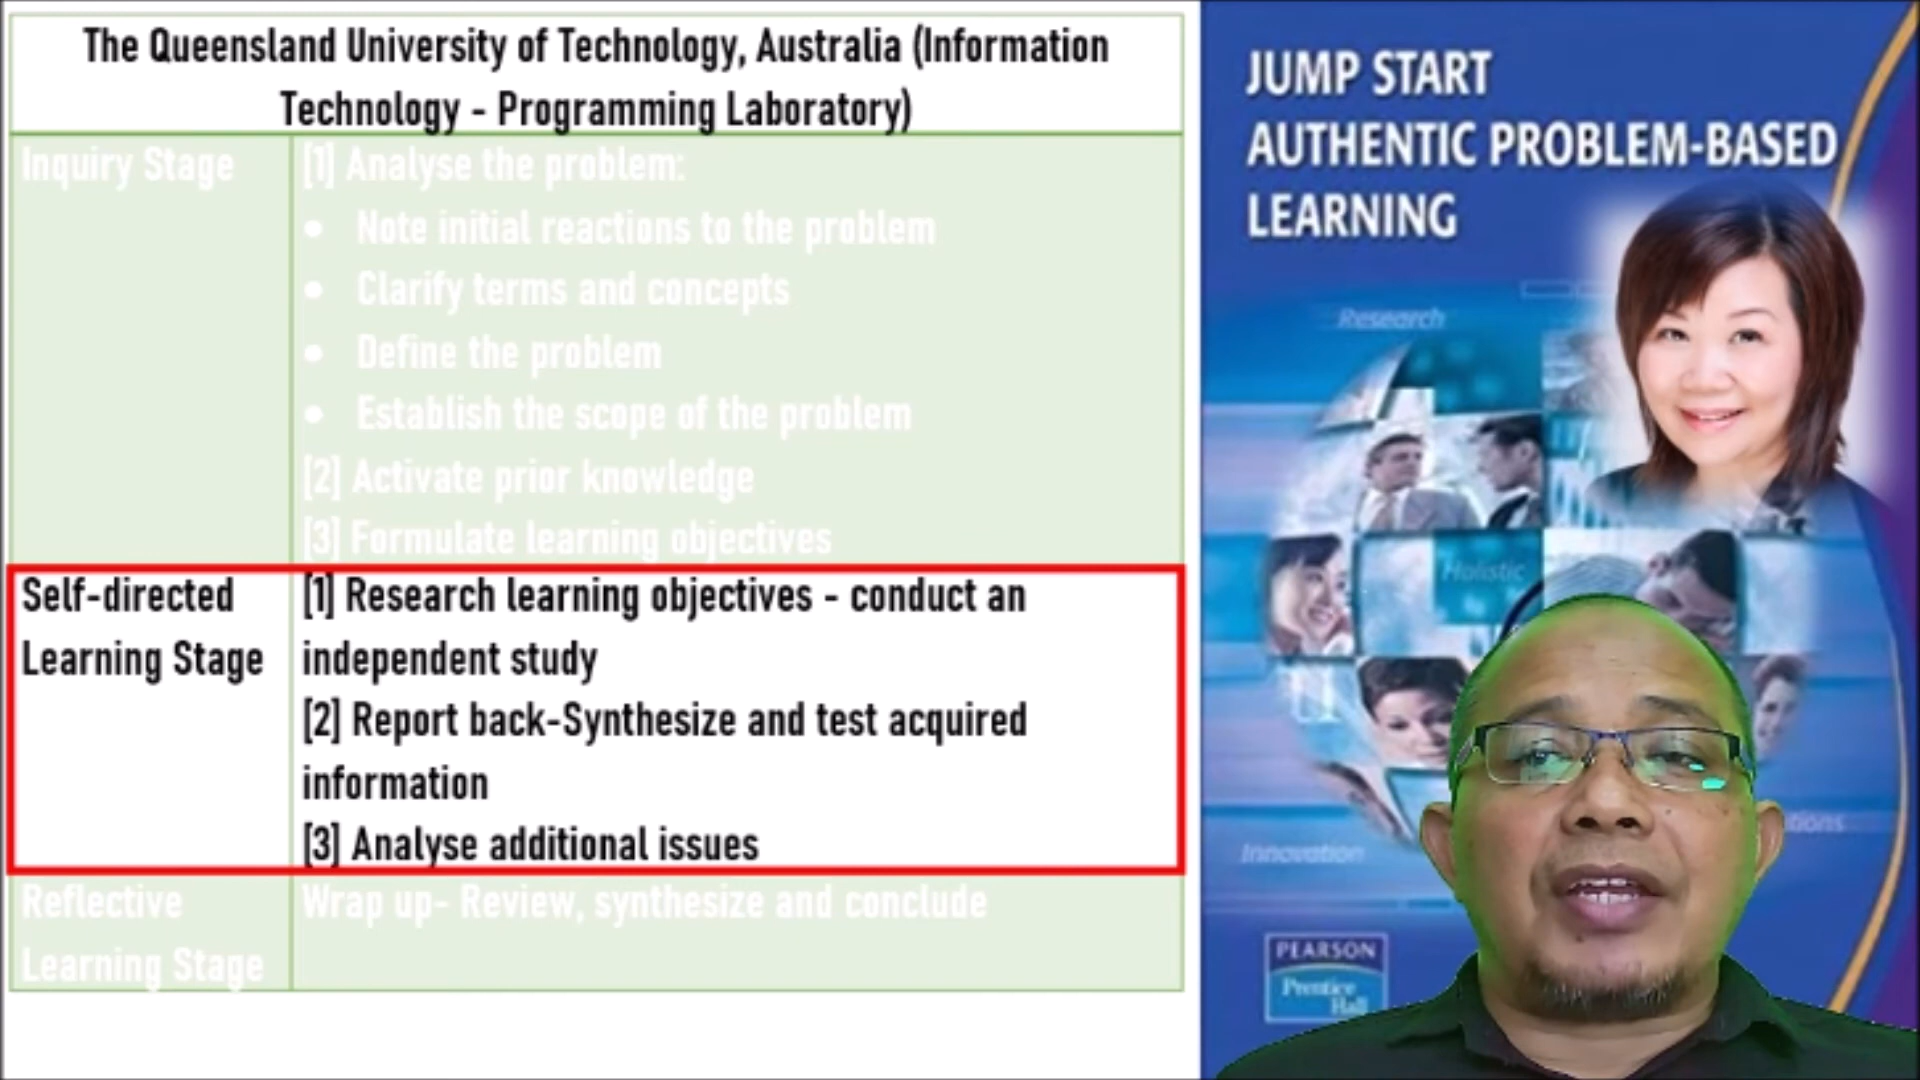 The Queensland University of Technology, Australia (Information
Technology - Programming Laboratory)
Inquiry Stage
[1] Analyse the problem:
• Note initial reactions to the problem
• Clarify terms and concepts
• Define the problem
• Establish the scope of the problem
[2] Activate prior knowledge
[3] Formulate learning objectives
Self-directed
Learning Stage
[1] Research learning objectives - conduct an
independent study
[2] Report back-Synthesize and test acquired
information
[3] Analyse additional issues
Reflective
Learning Stage
Wrap up- Review, synthesize and conclude
JUMP START
AUTHENTIC PROBLEM-BASED
LEARNING
Research
Holistic
Innovation
PEARSON
Prentice
Hall